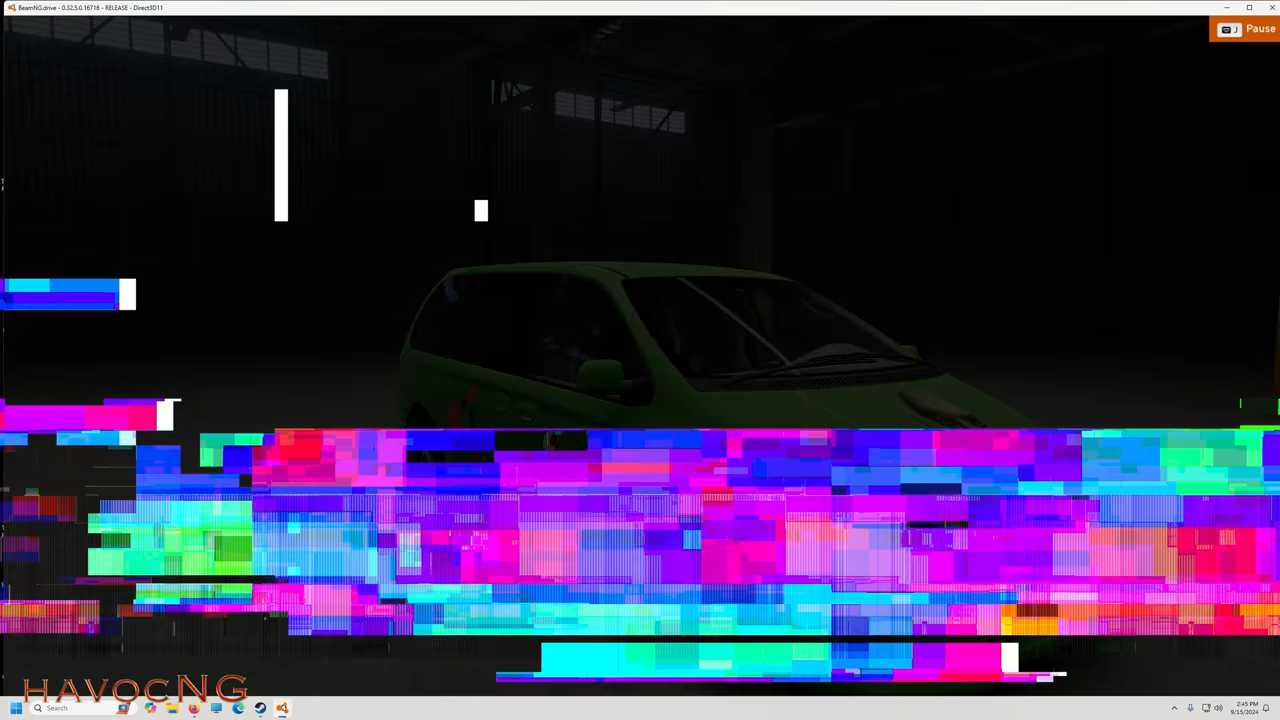 BeamNG.drive - 0.32.5.0.16716 - RELEASE - Direct3D11
J Pause
HAVOCNG
Search
2:45 PM
9/15/2024